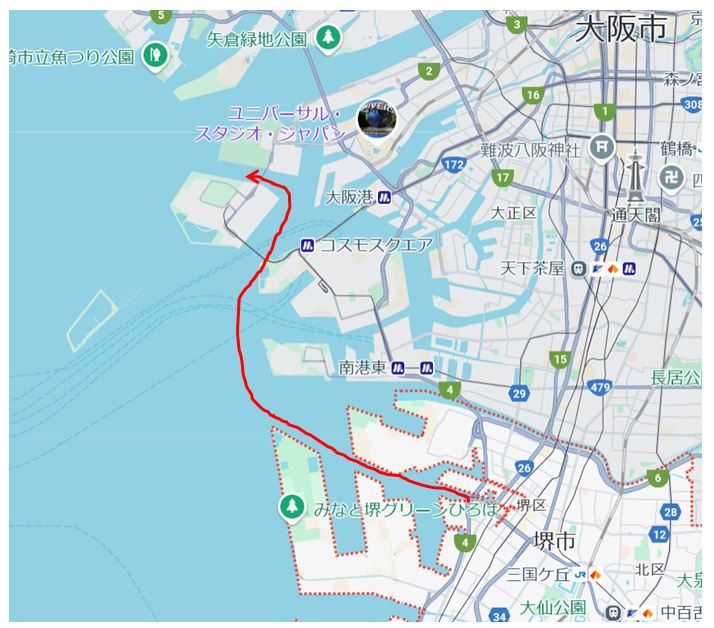 5
3
大阪市
矢倉緑地公園
崎市立魚つり公園
2
森ノ宮
16
1
308
ユニバーサル・
スタジオ・ジャパン
難波八阪神社
鶴橋
172
17
大阪港
大正区
通天閣
25
26
コスモスクエア
天下茶屋
15
南港東
長居公
4
29
479
26
6
みなと堺グリーンひろば
堺区
28
12
4
堺市
三国ケ丘
JR
北区
大泉
大仙公園
34
中百舌